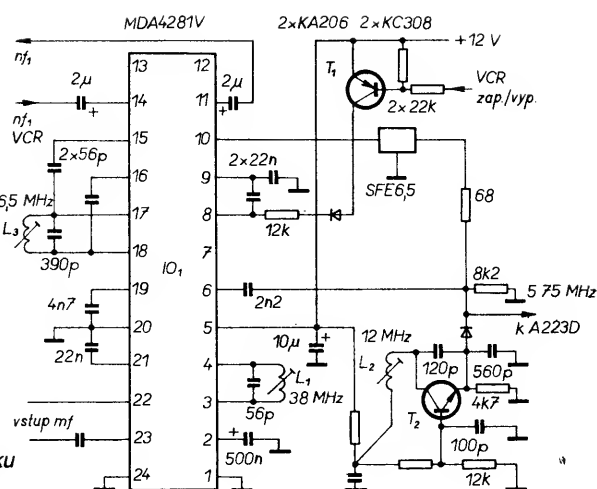 MDA4281V
2×KA206 2×KC308
nf1
+12 V
13
12
T1
2μ
2μ
VCR
zap./vyp.
2×22k
14
11
+
+
nf1
VCR
15
10
2×56p
2×22n
16
9
SFE6,5
6,5 MHz
17
8
12k
68
L3
18
7
390p
IO1
8k2
19
6
5 75 MHz
2n2
4n7
k A223D
20
5
10μ
+
12 MHz
22n
L2
120p
560p
21
4
L1
38 MHz
4k7
56p
T2
22
3
vstup mf
100p
23
2
+
500n
12k
ku
24
1